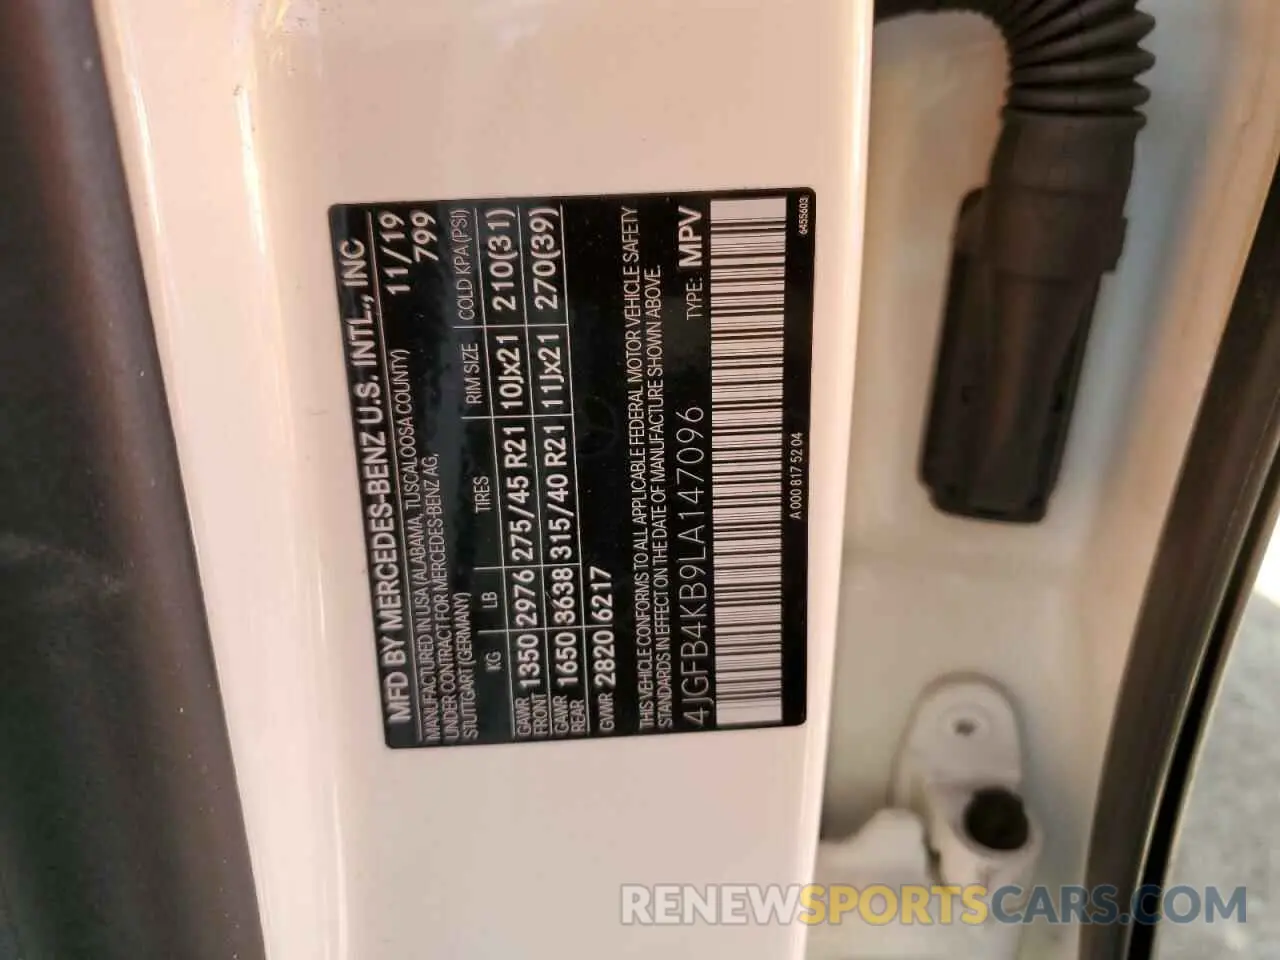 MFD BY MERCEDES-BENZ U.S. INTL., INC
MANUFACTURED IN USA (ALABAMA, TUSCALOOSA COUNTY) 11/19
UNDER CONTRACT FOR MERCEDES-BENZ AG, 799
STUTTGART (GERMANY)
KG LB TIRES RIM SIZE COLD KPA (PSI)
GAWR FRONT 1350 2976 275/45 R21 10Jx21 210(31)
GAWR REAR 1650 3638 315/40 R21 11Jx21 270(39)
GVWR 2820 6217
THIS VEHICLE CONFORMS TO ALL APPLICABLE FEDERAL MOTOR VEHICLE SAFETY
STANDARDS IN EFFECT ON THE DATE OF MANUFACTURE SHOWN ABOVE.
4JGFB4KB9LA147096 TYPE: MPV
A 000 817 52 04 6455603
RENEWSPORTSCARS.COM